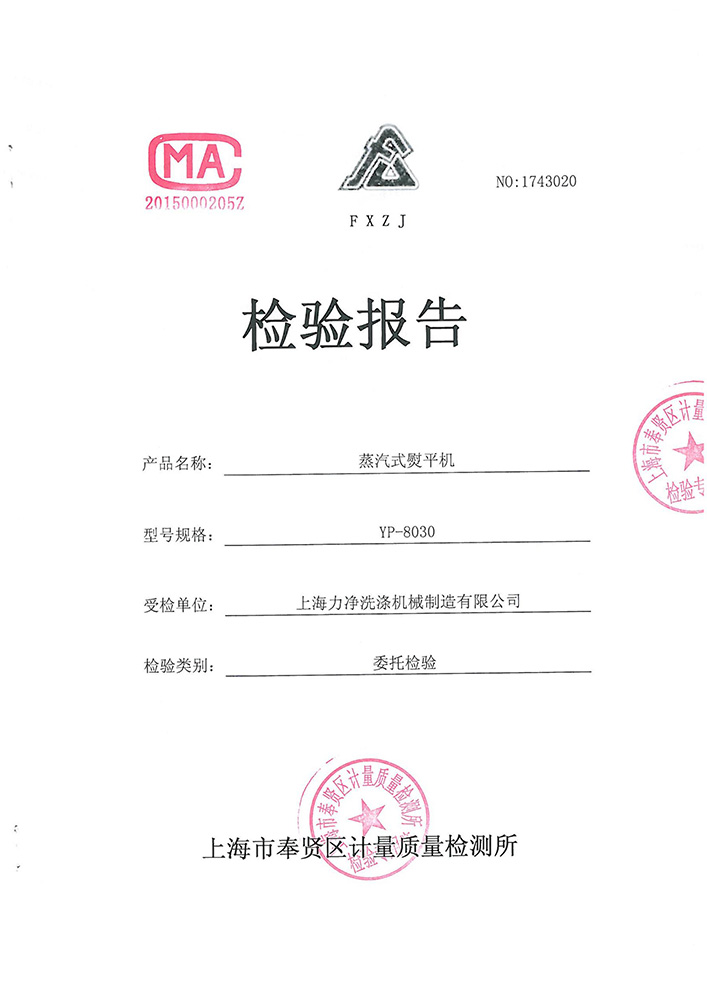 MA
2015000205Z
FXZJ
NO:1743020
检验报告
产品名称: 蒸汽式熨平机
型号规格: YP-8030
受检单位: 上海力净洗涤机械制造有限公司
检验类别: 委托检验
上海市奉贤区计量
检验专
上海市奉贤区计量质量检测所
检验专
上海市奉贤区计量质量检测所